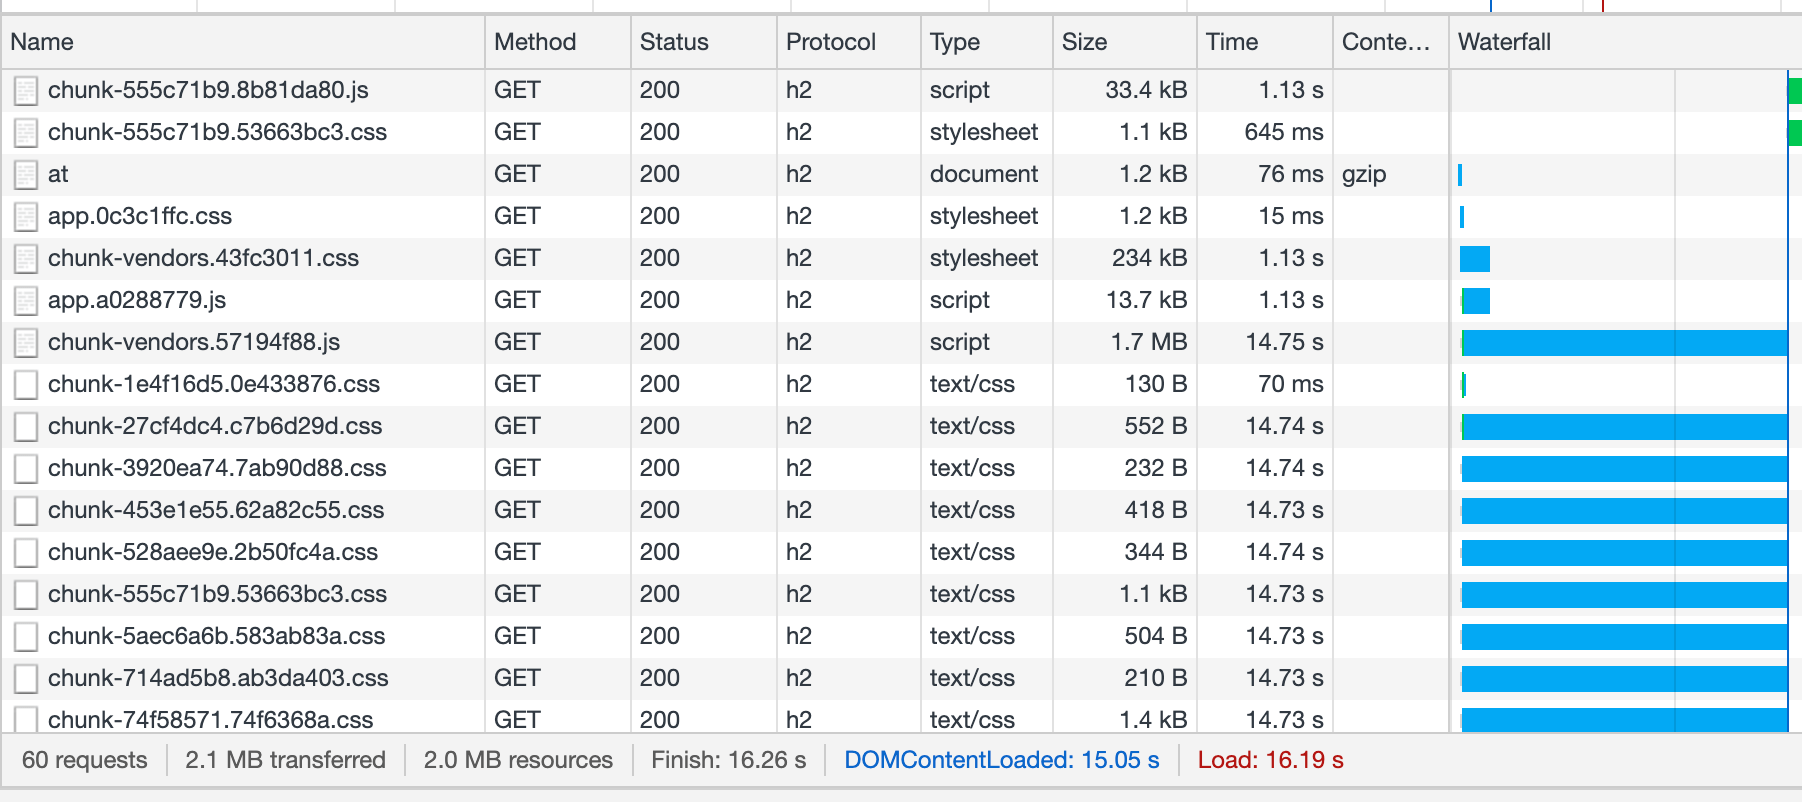 Name Method Status Protocol Type Size Time Conte... Waterfall
chunk-555c71b9.8b81da80.js GET 200 h2 script 33.4 kB 1.13 s
chunk-555c71b9.53663bc3.css GET 200 h2 stylesheet 1.1 kB 645 ms
at GET 200 h2 document 1.2 kB 76 ms gzip
app.0c3c1ffc.css GET 200 h2 stylesheet 1.2 kB 15 ms
chunk-vendors.43fc3011.css GET 200 h2 stylesheet 234 kB 1.13 s
app.a0288779.js GET 200 h2 script 13.7 kB 1.13 s
chunk-vendors.57194f88.js GET 200 h2 script 1.7 MB 14.75 s
chunk-1e4f16d5.0e433876.css GET 200 h2 text/css 130 B 70 ms
chunk-27cf4dc4.c7b6d29d.css GET 200 h2 text/css 552 B 14.74 s
chunk-3920ea74.7ab90d88.css GET 200 h2 text/css 232 B 14.74 s
chunk-453e1e55.62a82c55.css GET 200 h2 text/css 418 B 14.73 s
chunk-528aee9e.2b50fc4a.css GET 200 h2 text/css 344 B 14.74 s
chunk-555c71b9.53663bc3.css GET 200 h2 text/css 1.1 kB 14.73 s
chunk-5aec6a6b.583ab83a.css GET 200 h2 text/css 504 B 14.73 s
chunk-714ad5b8.ab3da403.css GET 200 h2 text/css 210 B 14.73 s
chunk-74f58571.74f6368a.css GET 200 h2 text/css 1.4 kB 14.73 s
60 requests 2.1 MB transferred 2.0 MB resources Finish: 16.26 s DOMContentLoaded: 15.05 s Load: 16.19 s